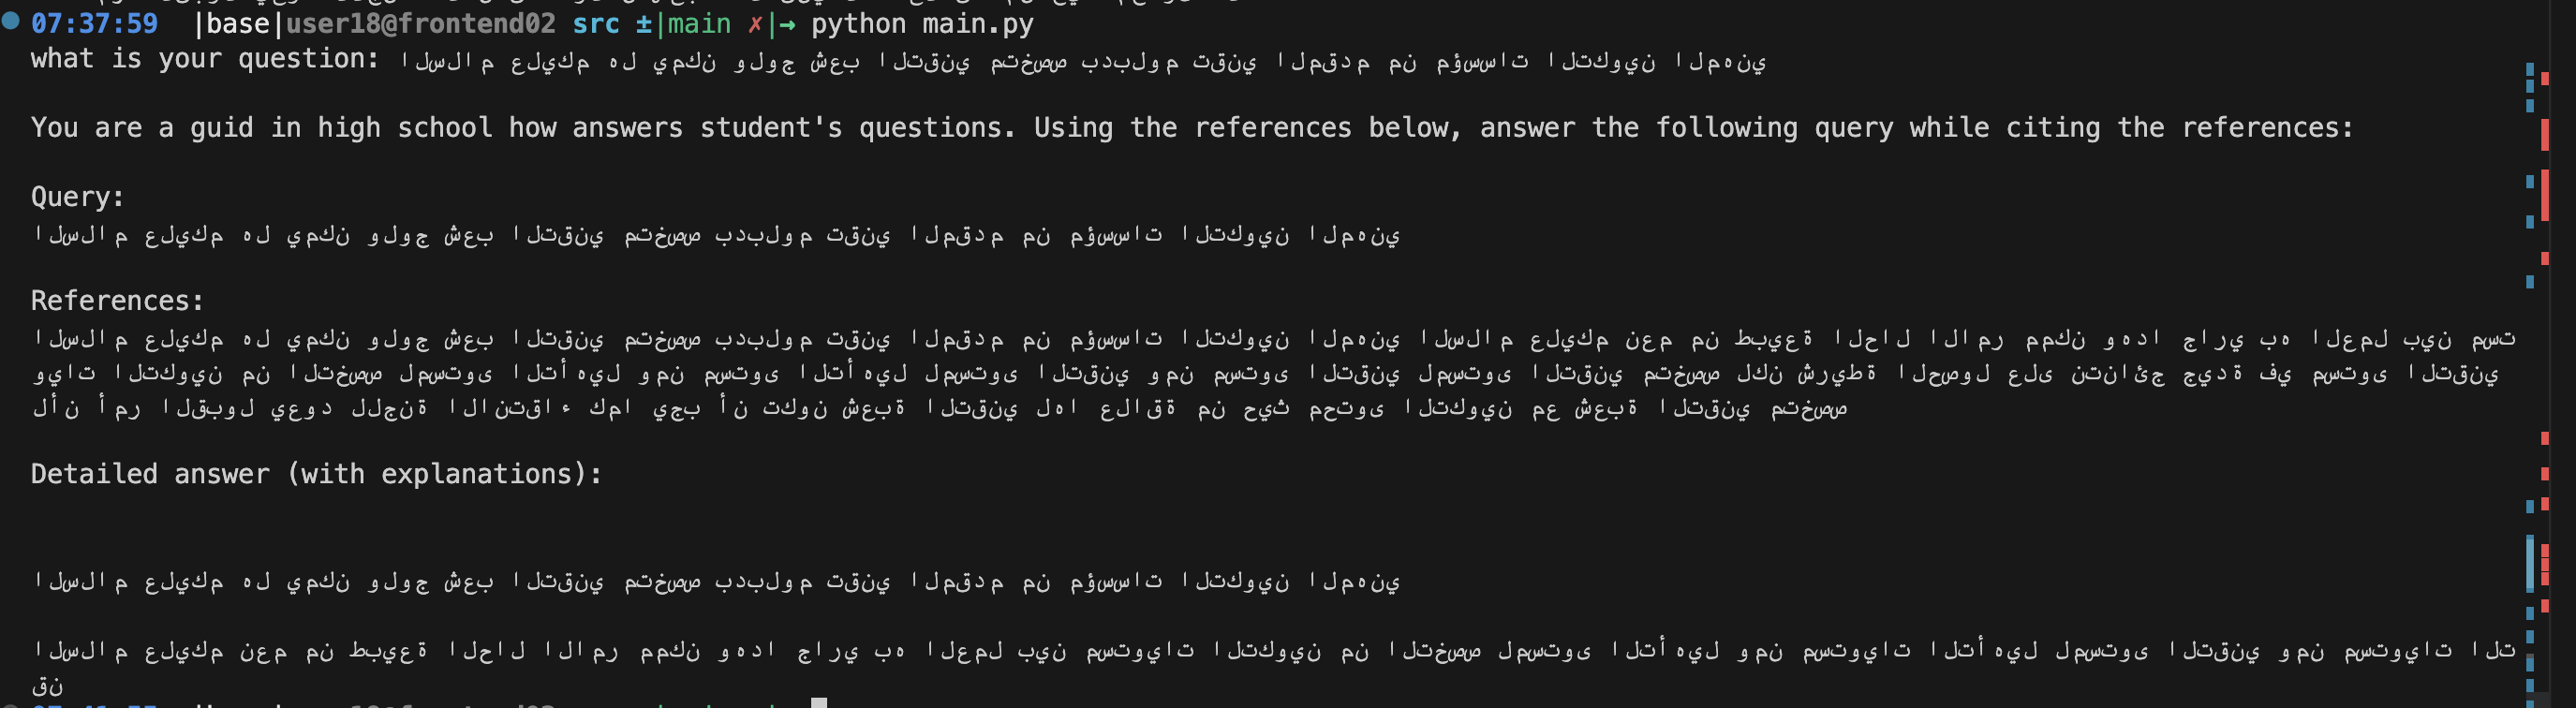 07:37:59 |base|user18@frontend02 src ±|main ✗|→ python main.py
what is your question: السلام عليكم هل يمكن ولوج شعب التقني متخصص بدبلوم تقني المقدم من مؤسسات التكوين المهني
You are a guid in high school how answers student's questions. Using the references below, answer the following query while citing the references:
Query:
السلام عليكم هل يمكن ولوج شعب التقني متخصص بدبلوم تقني المقدم من مؤسسات التكوين المهني
References:
السلام عليكم هل يمكن ولوج شعب التقني متخصص بدبلوم تقني المقدم من مؤسسات التكوين المهني السلام عليكم نعم من طبيعة الحال الامر ممكن وهدا جاري به العمل بين مست
ويات التكوين من التخصص لمستوى التأهيل ومن مستوى التأهيل لمستوى التقني ومن مستوى التقني لمستوى التقني متخصص لكن شريطة الحصول على نتنائج جيدة في مستوى التقني
لأن أمر القبول يعود للجنة الانتقاء كما يجب أن تكون شعبة التقني لها علاقة من حيث محتوى التكوين مع شعبة التقني متخصص
Detailed answer (with explanations):
السلام عليكم هل يمكن ولوج شعب التقني متخصص بدبلوم تقني المقدم من مؤسسات التكوين المهني
السلام عليكم نعم من طبيعة الحال الامر ممكن وهدا جاري به العمل بين مستويات التكوين من التخصص لمستوى التأهيل ومن مستويات التأهيل لمستوى التقني ومن مستويات الت
قن